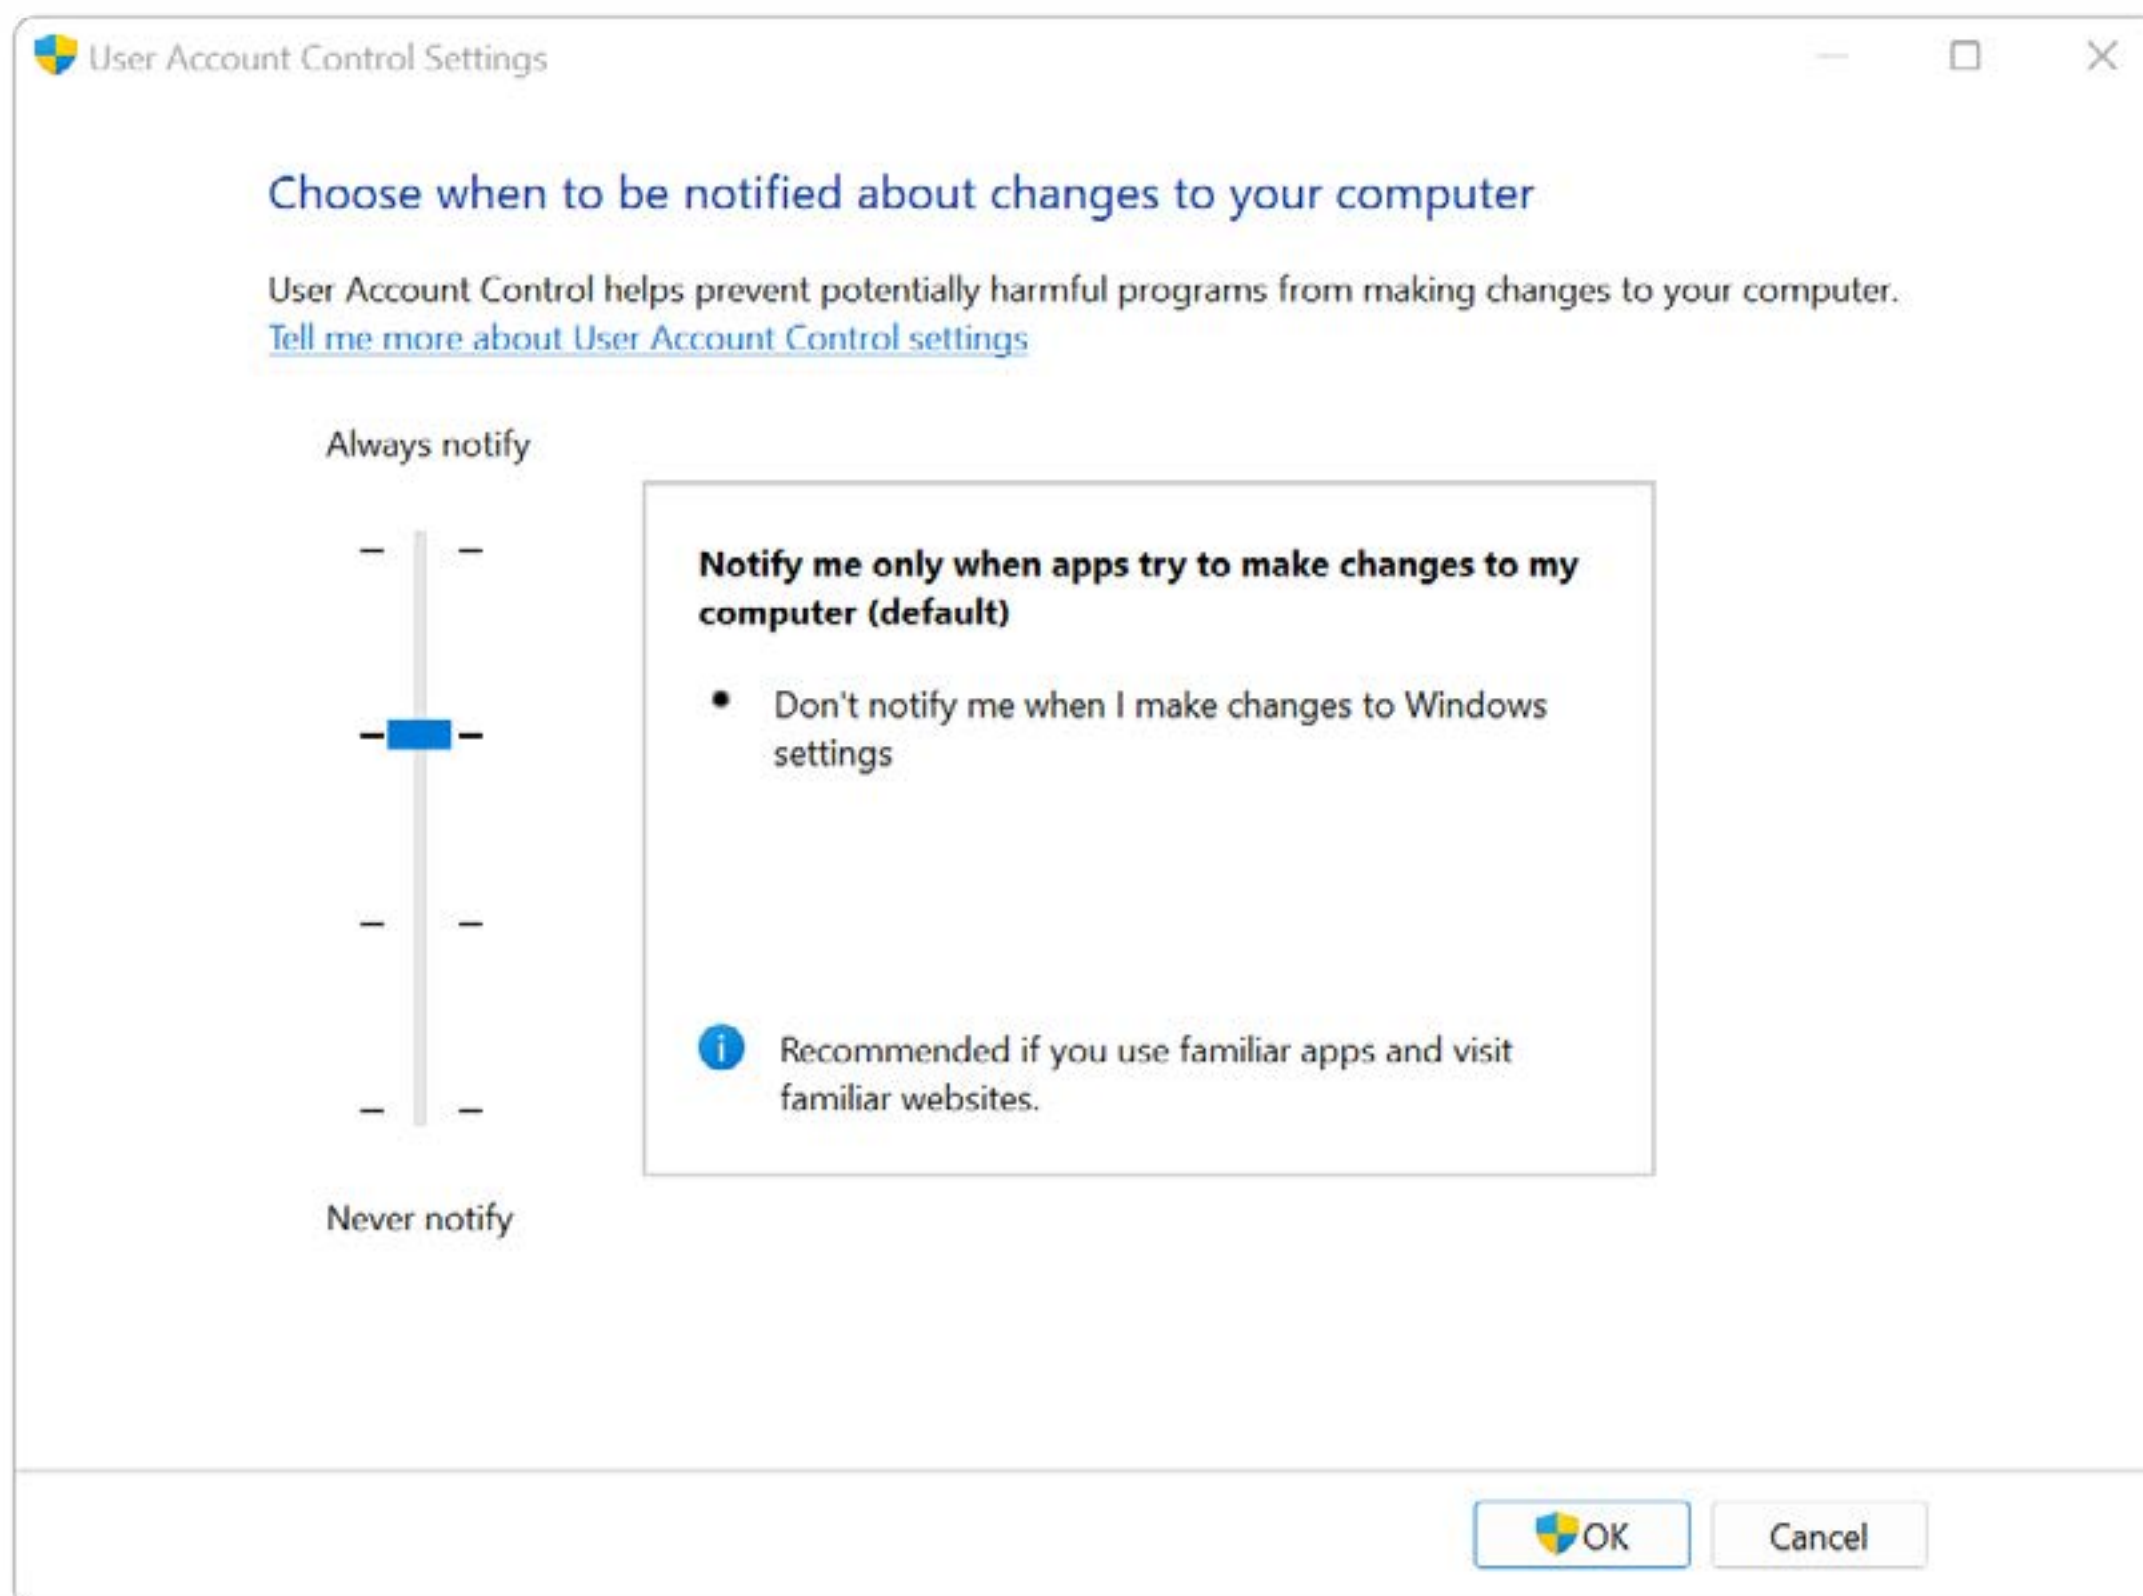 User Account Control Settings
Choose when to be notified about changes to your computer
User Account Control helps prevent potentially harmful programs from making changes to your computer.
Tell me more about User Account Control settings
Always notify
Notify me only when apps try to make changes to my
computer (default)
• Don't notify me when I make changes to Windows
settings
Recommended if you use familiar apps and visit
familiar websites.
Never notify
OK
Cancel